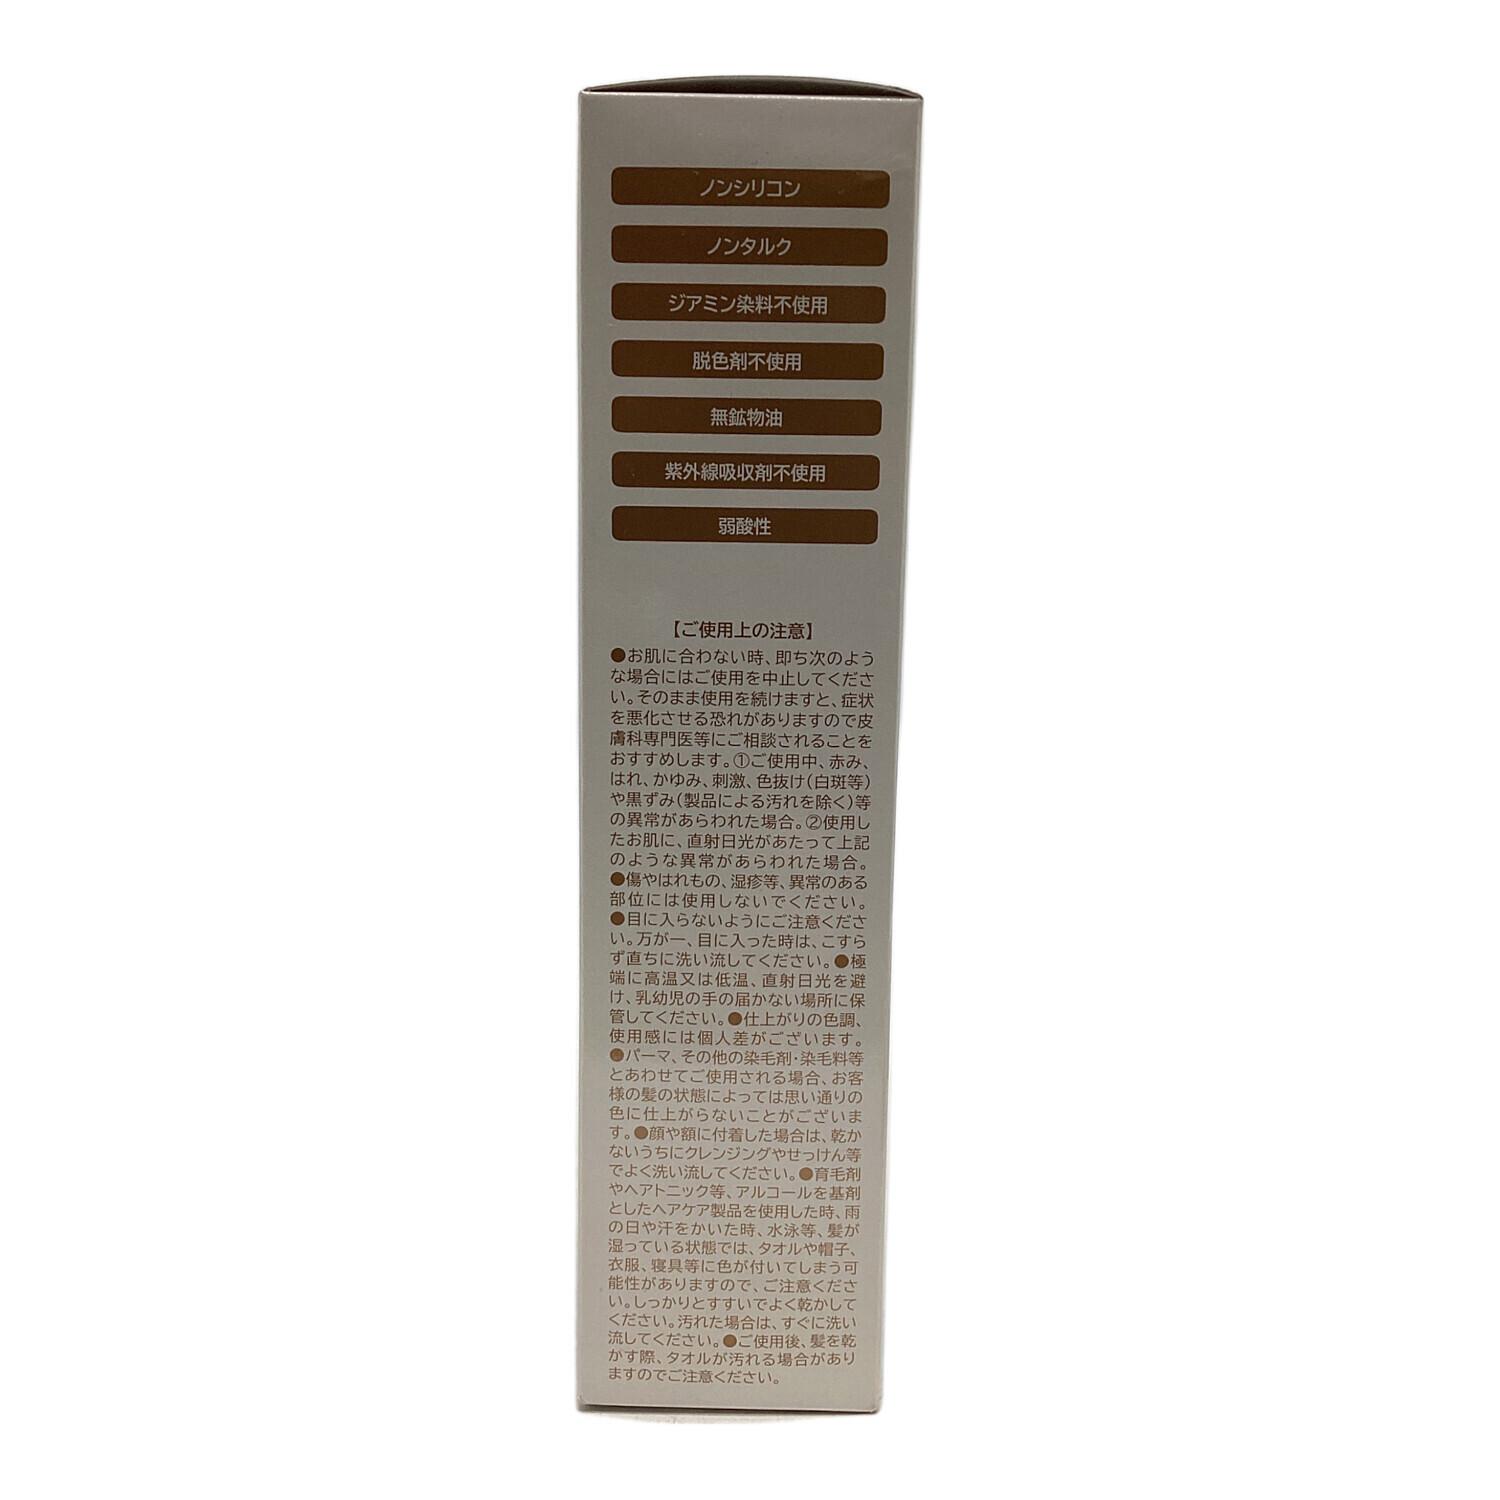 ノンシリコン
ノンタルク
ジアミン染料不使用
脱色剤不使用
無鉱物油
紫外線吸収剤不使用
弱酸性
【ご使用上の注意】
●お肌に合わない時、即ち次のよう
な場合にはご使用を中止してくださ
い。そのまま使用を続けますと、症状
を悪化させる恐れがありますので皮
膚科専門医等にご相談されることを
おすすめします。①ご使用中、赤み、
はれ、かゆみ、刺激、色抜け(白斑等)
や黒ずみ(製品による汚れを除く)等
の異常があらわれた場合。②使用し
たお肌に、直射日光があたって上記
のような異常があらわれた場合。
●傷やはれもの、湿疹等、異常のある
部位には使用しないでください。
●目に入らないようにご注意くださ
い。万が一、目に入った時は、こすら
ず直ちに洗い流してください。●極
端に高温又は低温、直射日光を避
け、乳幼児の手の届かない場所に保
管してください。●仕上がりの色調、
使用感には個人差がございます。
●パーマ、その他の染毛剤・染毛料等
とあわせてご使用される場合、お客
様の髪の状態によっては思い通りの
色に仕上がらないことがございま
す。●顔や額に付着した場合は、乾か
ないうちにクレンジングやせっけん等
でよく洗い流してください。●育毛剤
やヘアトニック等、アルコールを基剤
としたヘアケア製品を使用した時、雨
の日や汗をかいた時、水泳等、髪が
湿っている状態では、タオルや帽子、
衣服、寝具等に色が付いてしまう可
能性がありますので、ご注意くださ
い。しっかりとすすいでよく乾かして
ください。汚れた場合は、すぐに洗い
流してください。●ご使用後、髪を乾
かす際、タオルが汚れる場合があり
ますのでご注意ください。